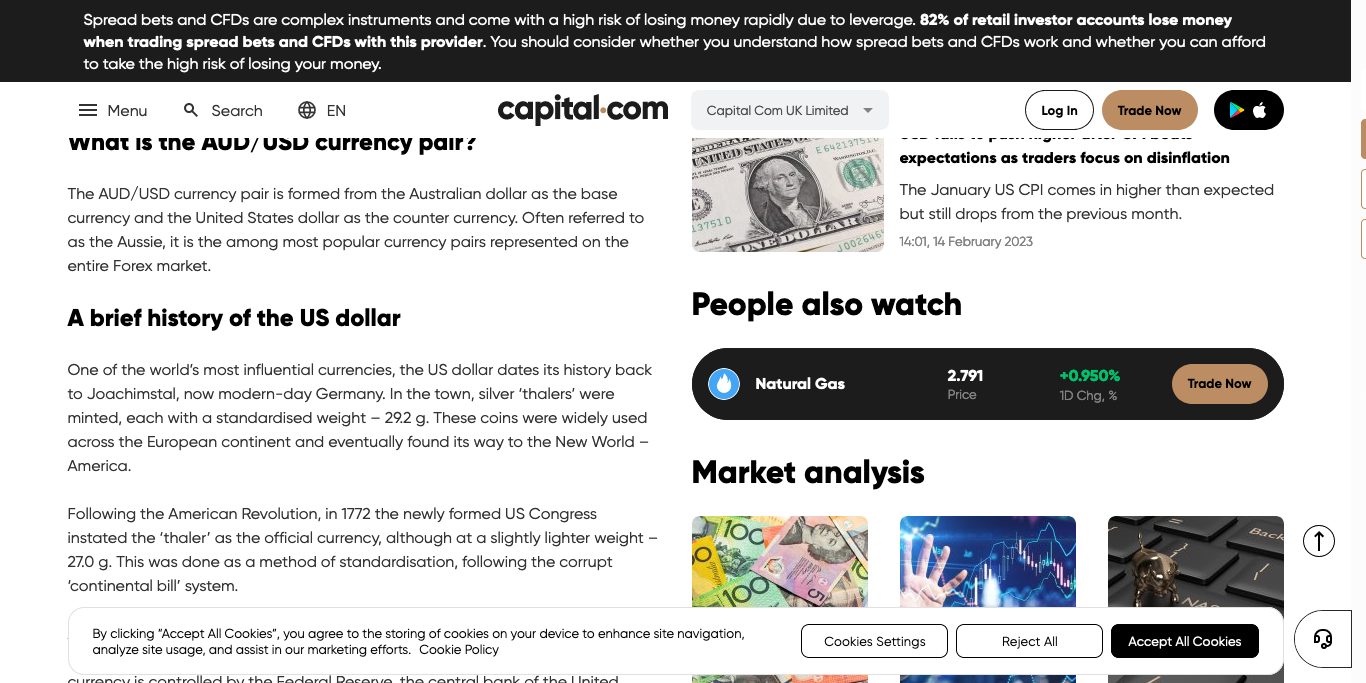 Spread bets and CFDs are complex instruments and come with a high risk of losing money rapidly due to leverage. 82% of retail investor accounts lose money
when trading spread bets and CFDs with this provider. You should consider whether you understand how spread bets and CFDs work and whether you can afford
to take the high risk of losing your money.
Menu
Search
EN
capital.com
Capital Com UK Limited
Log In
Trade Now
What is the AUD/USD currency pair?
The AUD/USD currency pair is formed from the Australian dollar as the base
currency and the United States dollar as the counter currency. Often referred to
as the Aussie, it is the among most popular currency pairs represented on the
entire Forex market.
A brief history of the US dollar
One of the world’s most influential currencies, the US dollar dates its history back
to Joachimstal, now modern-day Germany. In the town, silver ‘thalers’ were
minted, each with a standardised weight – 29.2 g. These coins were widely used
across the European continent and eventually found its way to the New World –
America.
Following the American Revolution, in 1772 the newly formed US Congress
instated the ‘thaler’ as the official currency, although at a slightly lighter weight –
27.0 g. This was done as a method of standardisation, following the corrupt
‘continental bill’ system.
currency is controlled by the Federal Reserve, the central bank of the United
expectations as traders focus on disinflation
The January US CPI comes in higher than expected
but still drops from the previous month.
14:01, 14 February 2023
People also watch
Natural Gas
2.791
Price
+0.950%
1D Chg, %
Trade Now
Market analysis
100
100
5
Back
By clicking “Accept All Cookies”, you agree to the storing of cookies on your device to enhance site navigation,
analyze site usage, and assist in our marketing efforts. Cookie Policy
Cookies Settings
Reject All
Accept All Cookies